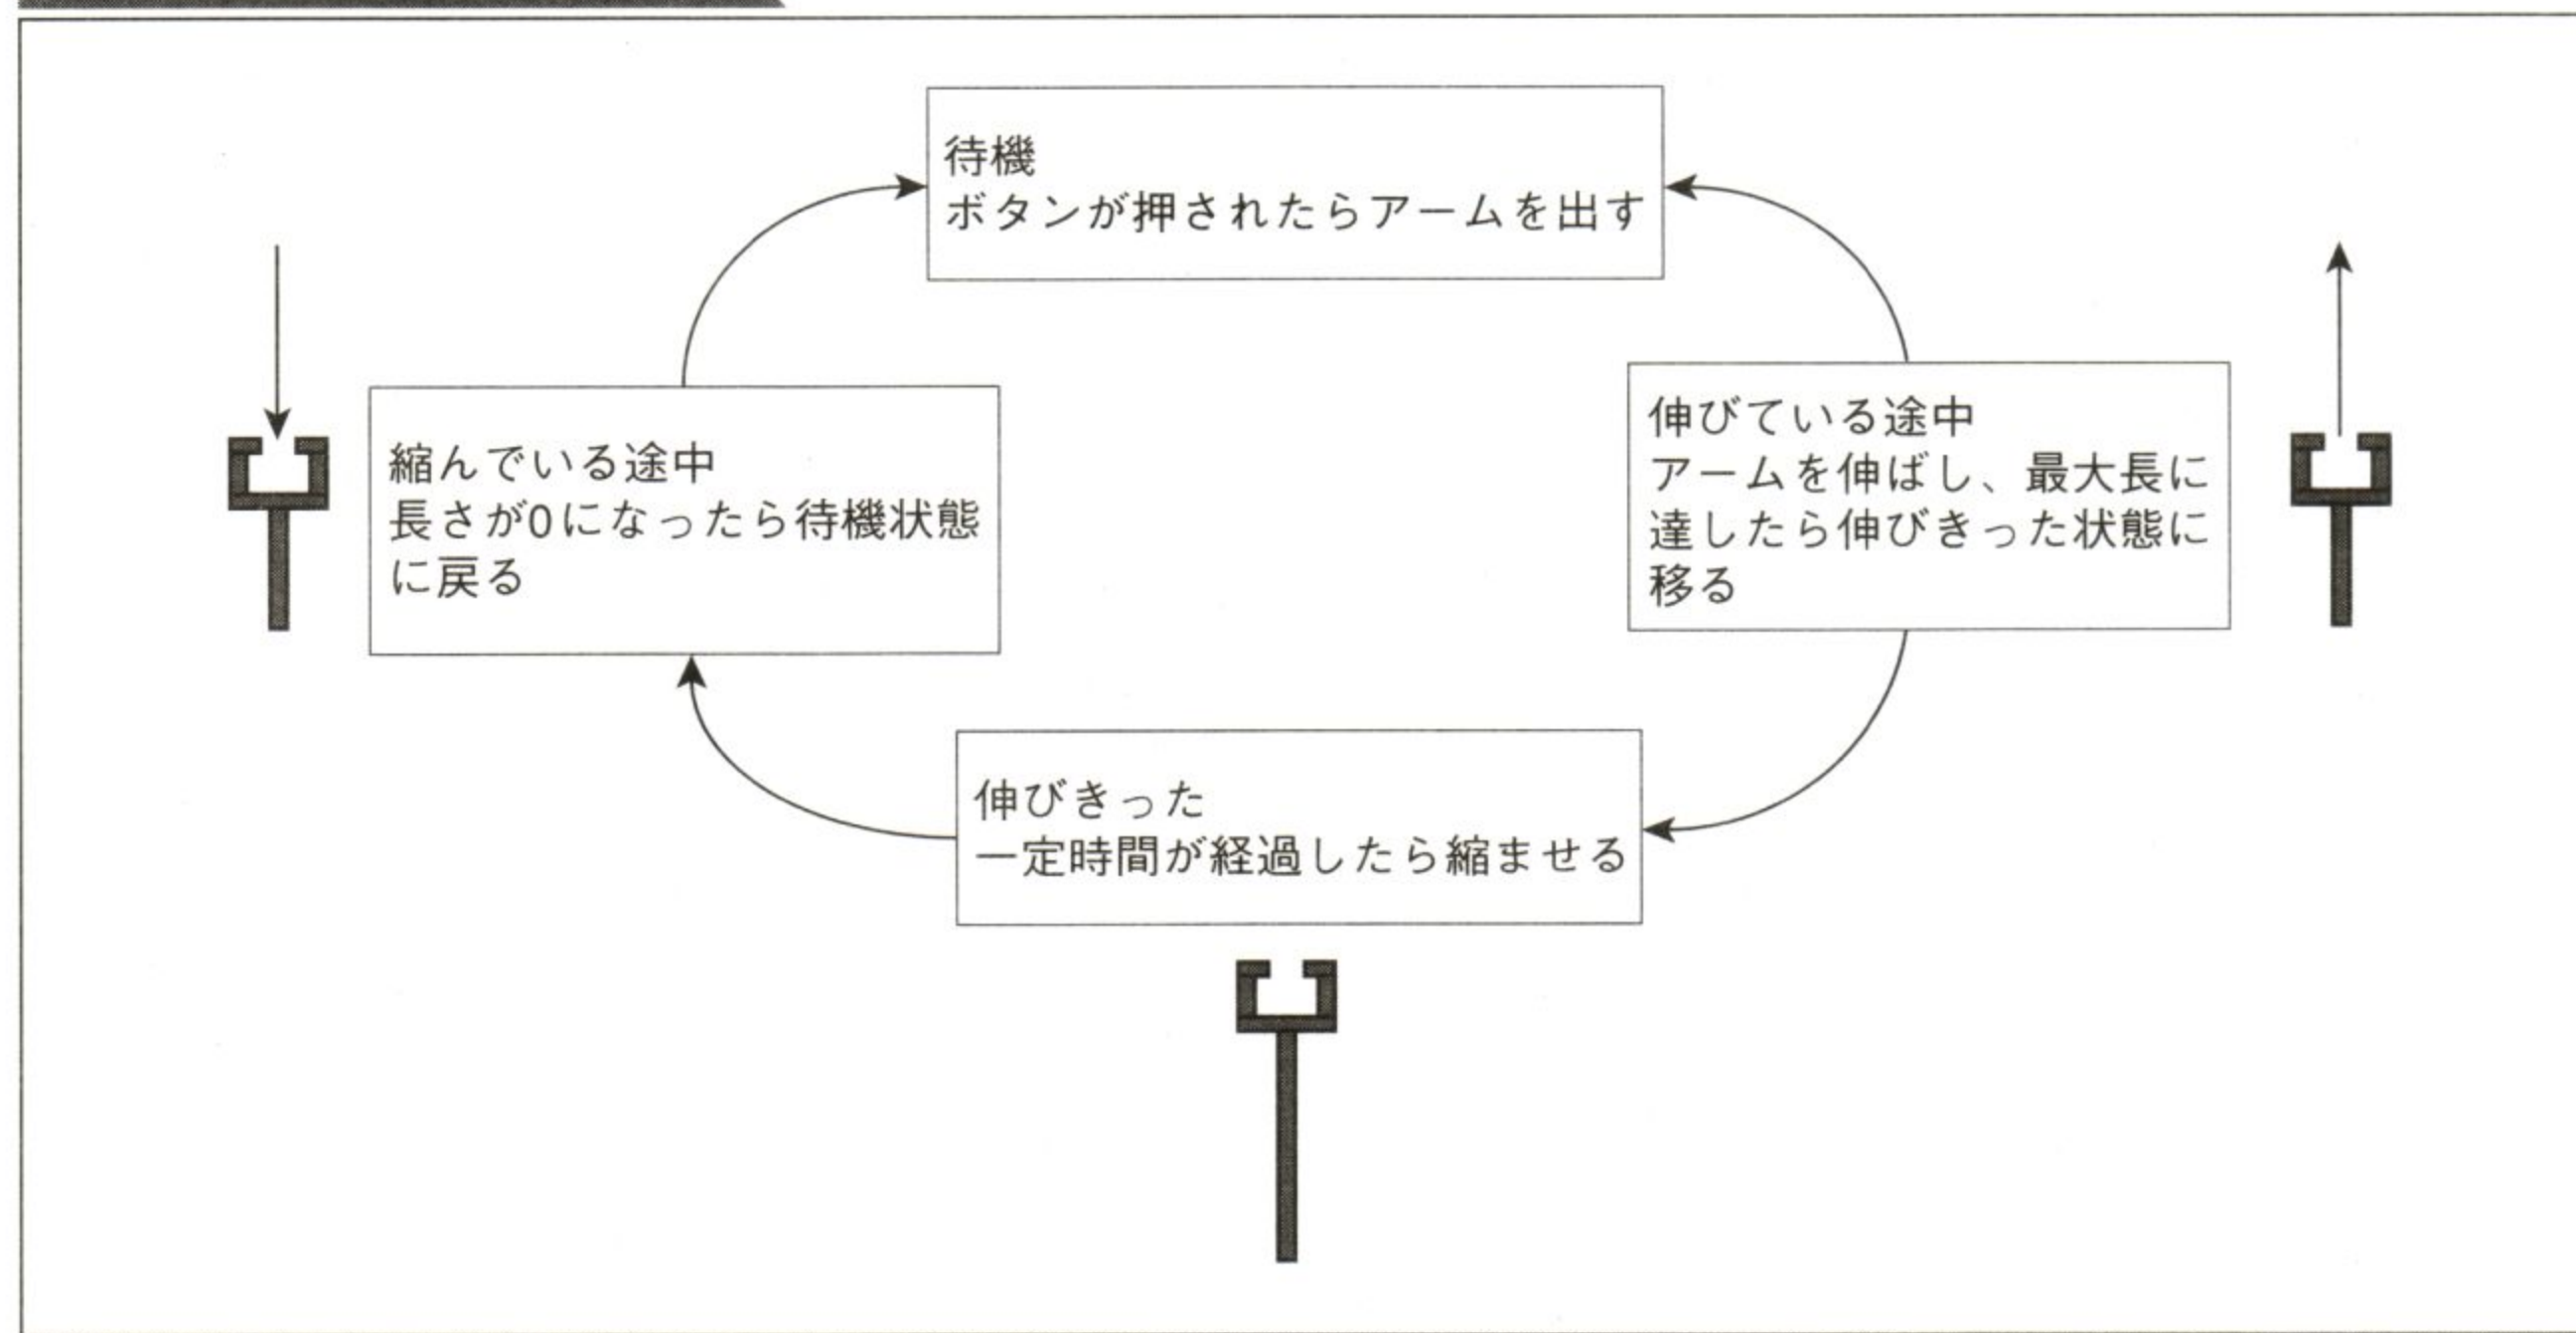 待機
ボタンが押されたらアームを出す
縮んでいる途中
長さが0になったら待機状態
に戻る
伸びている途中
アームを伸ばし、最大長に
達したら伸びきった状態に
移る
伸びきった
一定時間が経過したら縮ませる